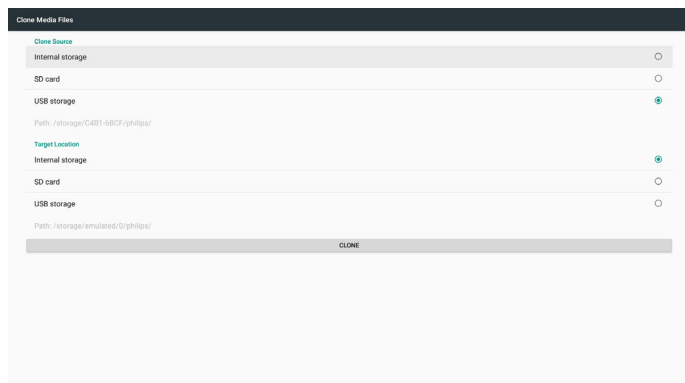 Clone Media Files
Clone Source
Internal storage
SD card
USB storage
Path: /storage/C4B1-6BCF/philips/
Target Location
Internal storage
SD card
USB storage
Path: /storage/emulated/0/philips/
CLONE